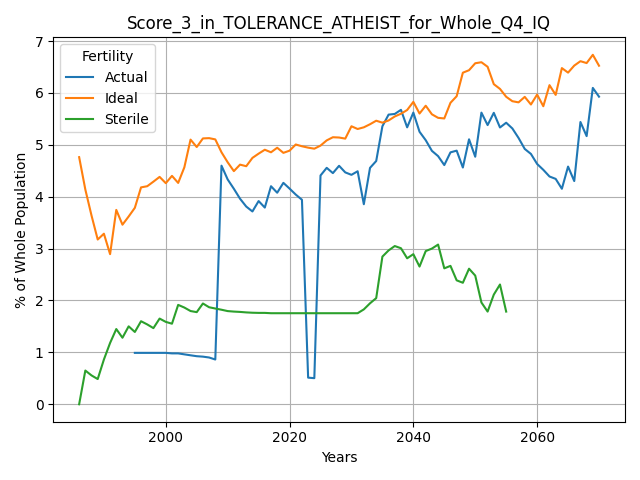 Score_3_in_TOLERANCE_ATHEIST_for_Whole_Q4_IQ
Fertility
Actual
Ideal
Sterile
% of Whole Population
7
6
5
4
3
2
1
0
2000
2020
2040
2060
Years